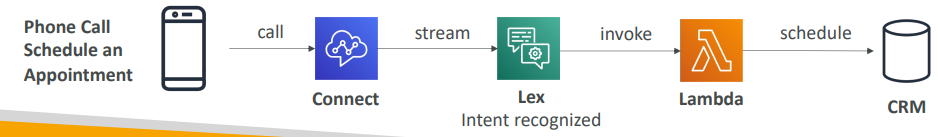 Phone Call
Schedule an
Appointment
call
stream
invoke
schedule
Connect
Lex
Intent recognized
Lambda
CRM